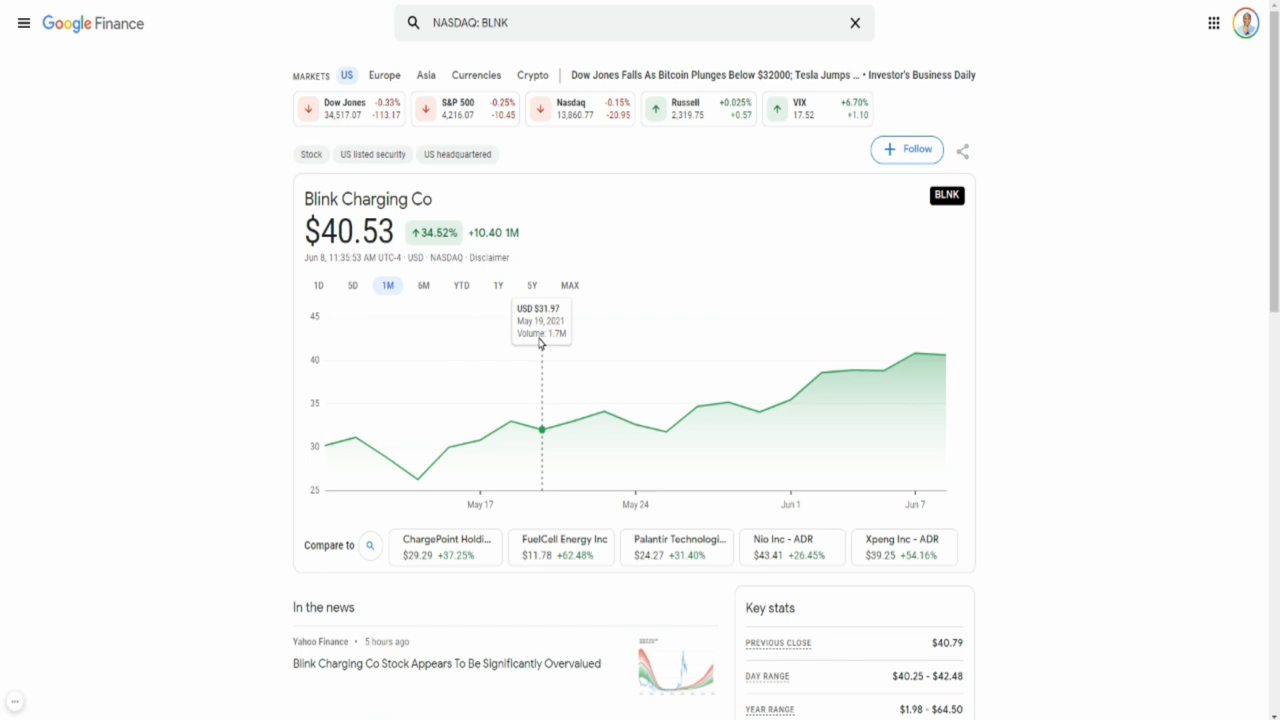 Google Finance
NASDAQ: BLNK
MARKETS US Europe Asia Currencies Crypto Dow Jones Falls As Bitcoin Plunges Below $32000; Tesla Jumps ... • Investor's Business Daily
Dow Jones -0.33% S&P 500 -0.25% Nasdaq -0.15% Russell +0.025% VIX +6.70%
34,517.07 -113.17 4,216.07 -10.45 13,860.77 -20.95 2,319.75 +0.57 17.52 +1.10
Stock US listed security US headquartered
+ Follow
Blink Charging Co
BLNK
$40.53 ↑34.52% +10.40 1M
Jun 8, 11:35:53 AM UTC-4 · USD · NASDAQ · Disclaimer
1D 5D 1M 6M YTD 1Y 5Y MAX
USD $31.97
May 19, 2021
Volume: 1.7M
45
40
35
30
25
May 17 May 24 Jun 1 Jun 7
Compare to
ChargePoint Holdi... FuelCell Energy Inc Palantir Technologi... Nio Inc - ADR Xpeng Inc - ADR
$29.29 +37.25% $11.78 +62.48% $24.27 +31.40% $43.41 +26.45% $39.25 +54.16%
In the news
Yahoo Finance • 5 hours ago
Blink Charging Co Stock Appears To Be Significantly Overvalued
Key stats
PREVIOUS CLOSE $40.79
DAY RANGE $40.25 - $42.48
YEAR RANGE $1.98 - $64.50